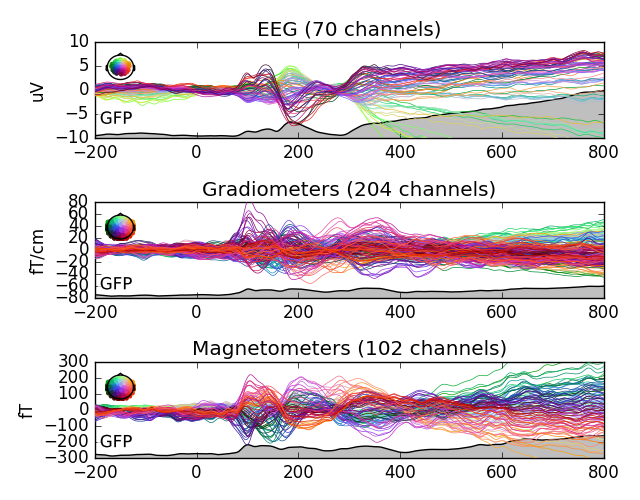 EEG (70 channels)
10
5
0
−5
−10
uV
GFP
−200 0 200 400 600 800
Gradiometers (204 channels)
80
60
40
20
0
−20
−40
−60
−80
fT/cm
GFP
−200 0 200 400 600 800
Magnetometers (102 channels)
300
200
100
0
−100
−200
−300
fT
GFP
−200 0 200 400 600 800